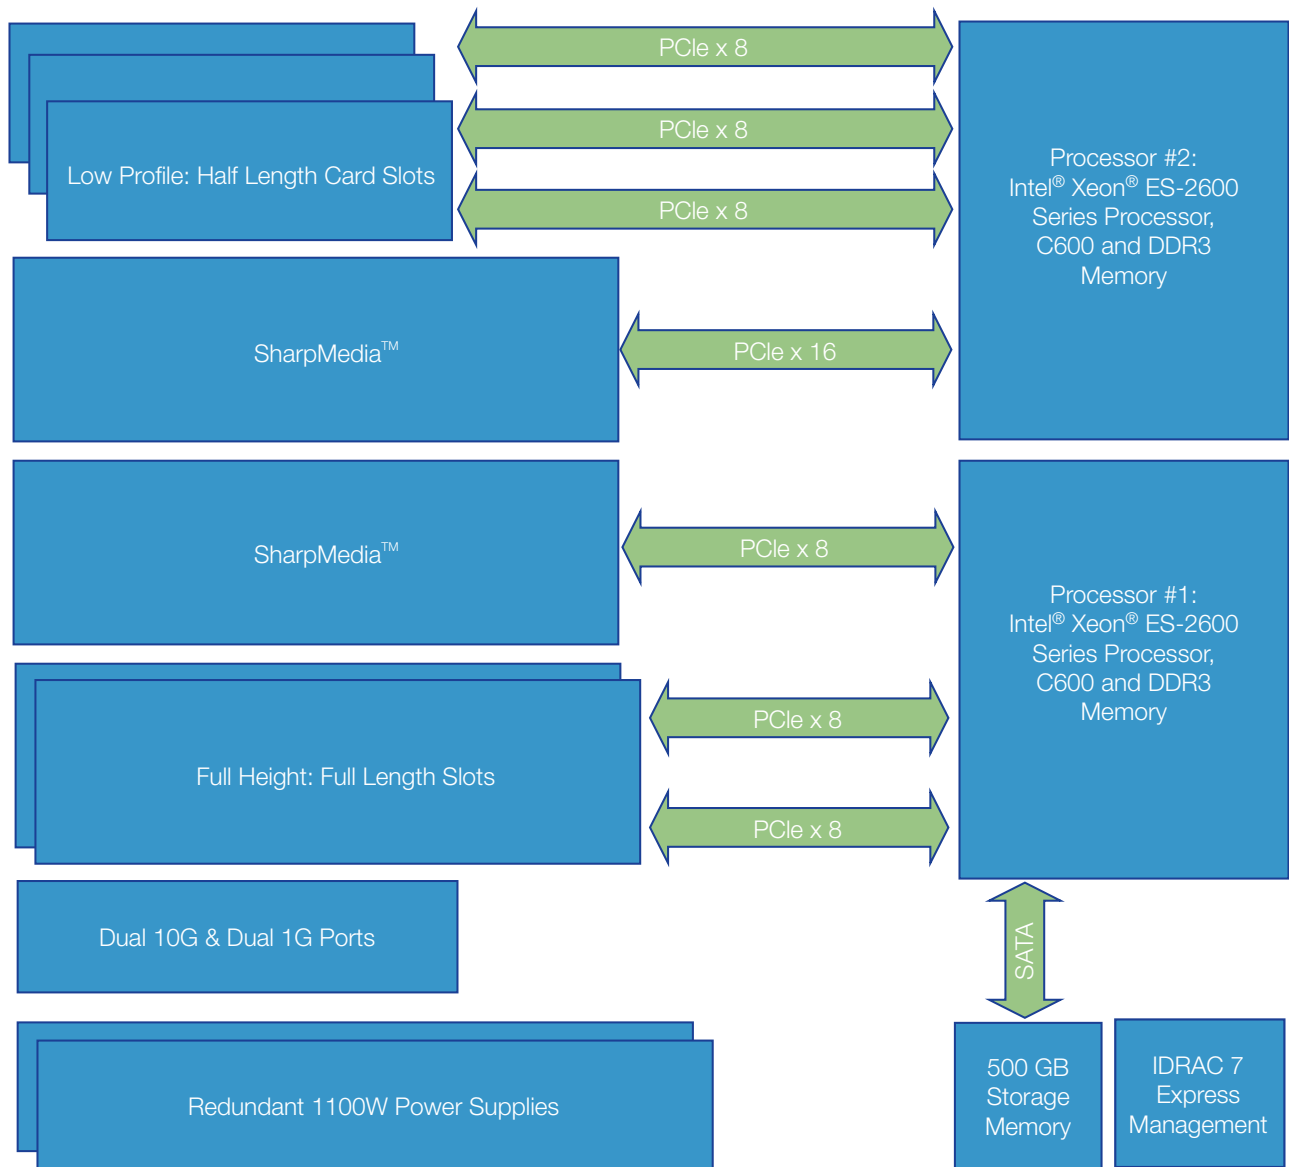 PCIe x 8
PCIe x 8
PCIe x 8
Low Profile: Half Length Card Slots
Processor #2:
Intel® Xeon® ES-2600
Series Processor,
C600 and DDR3
Memory
SharpMedia™
PCIe x 16
SharpMedia™
PCIe x 8
Processor #1:
Intel® Xeon® ES-2600
Series Processor,
C600 and DDR3
Memory
Full Height: Full Length Slots
PCIe x 8
PCIe x 8
Dual 10G & Dual 1G Ports
SATA
Redundant 1100W Power Supplies
500 GB
Storage
Memory
IDRAC 7
Express
Management